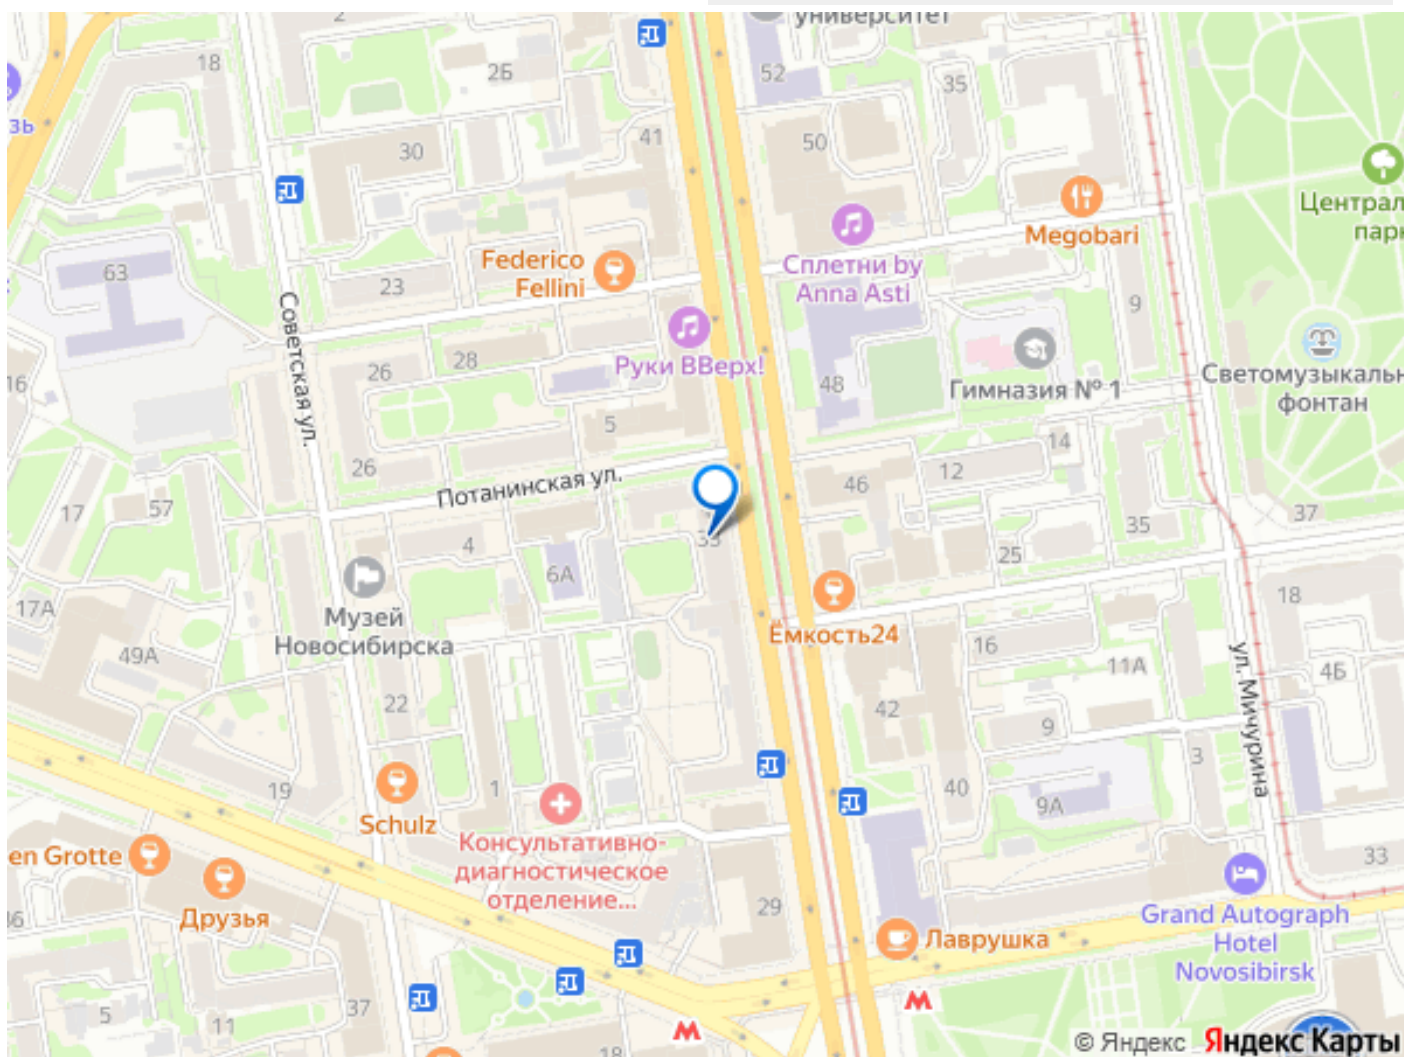 университет
2
18
2Б
52
35
зь
41
50
30
Централ
парк
Megobari
Federico
Fellini
Сплетни by
Anna Asti
63
23
9
Советская ул.
Руки ВВерх!
28
26
16
48
Гимназия № 1
Светомузыкальн
фонтан
5
14
26
Потанинская ул.
46
12
17
57
33
35
37
4
25
6А
17А
Музей
Новосибирска
18
Ёмкость24
49А
16
11А
4Б
ул. Мичурина
22
42
9
3
19
1
40
9А
Schulz
Консультативно-
диагностическое
отделение...
33
en Grotte
Друзья
46
29
Grand Autograph
Hotel
Novosibirsk
Лаврушка
5
11
37
18
© Яндекс Яндекс Карты